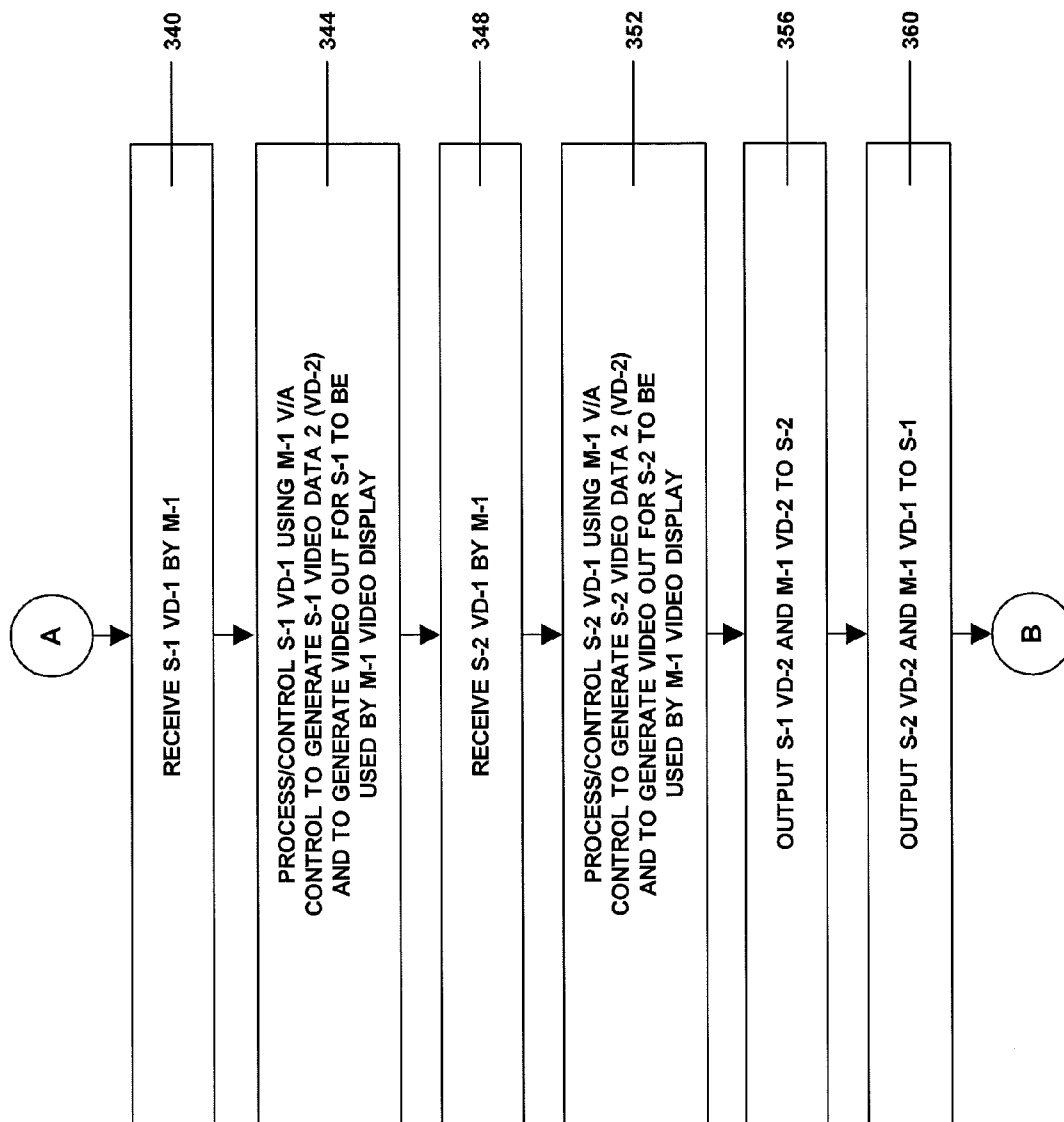 A
RECEIVE S-1 VD-1 BY M-1
340
PROCESS/CONTROL S-1 VD-1 USING M-1 V/A
CONTROL TO GENERATE S-1 VIDEO DATA 2 (VD-2)
AND TO GENERATE VIDEO OUT FOR S-1 TO BE
USED BY M-1 VIDEO DISPLAY
344
RECEIVE S-2 VD-1 BY M-1
348
PROCESS/CONTROL S-2 VD-1 USING M-1 V/A
CONTROL TO GENERATE S-2 VIDEO DATA 2 (VD-2)
AND TO GENERATE VIDEO OUT FOR S-2 TO BE
USED BY M-1 VIDEO DISPLAY
352
OUTPUT S-1 VD-2 AND M-1 VD-2 TO S-2
356
OUTPUT S-2 VD-2 AND M-1 VD-1 TO S-1
360
B